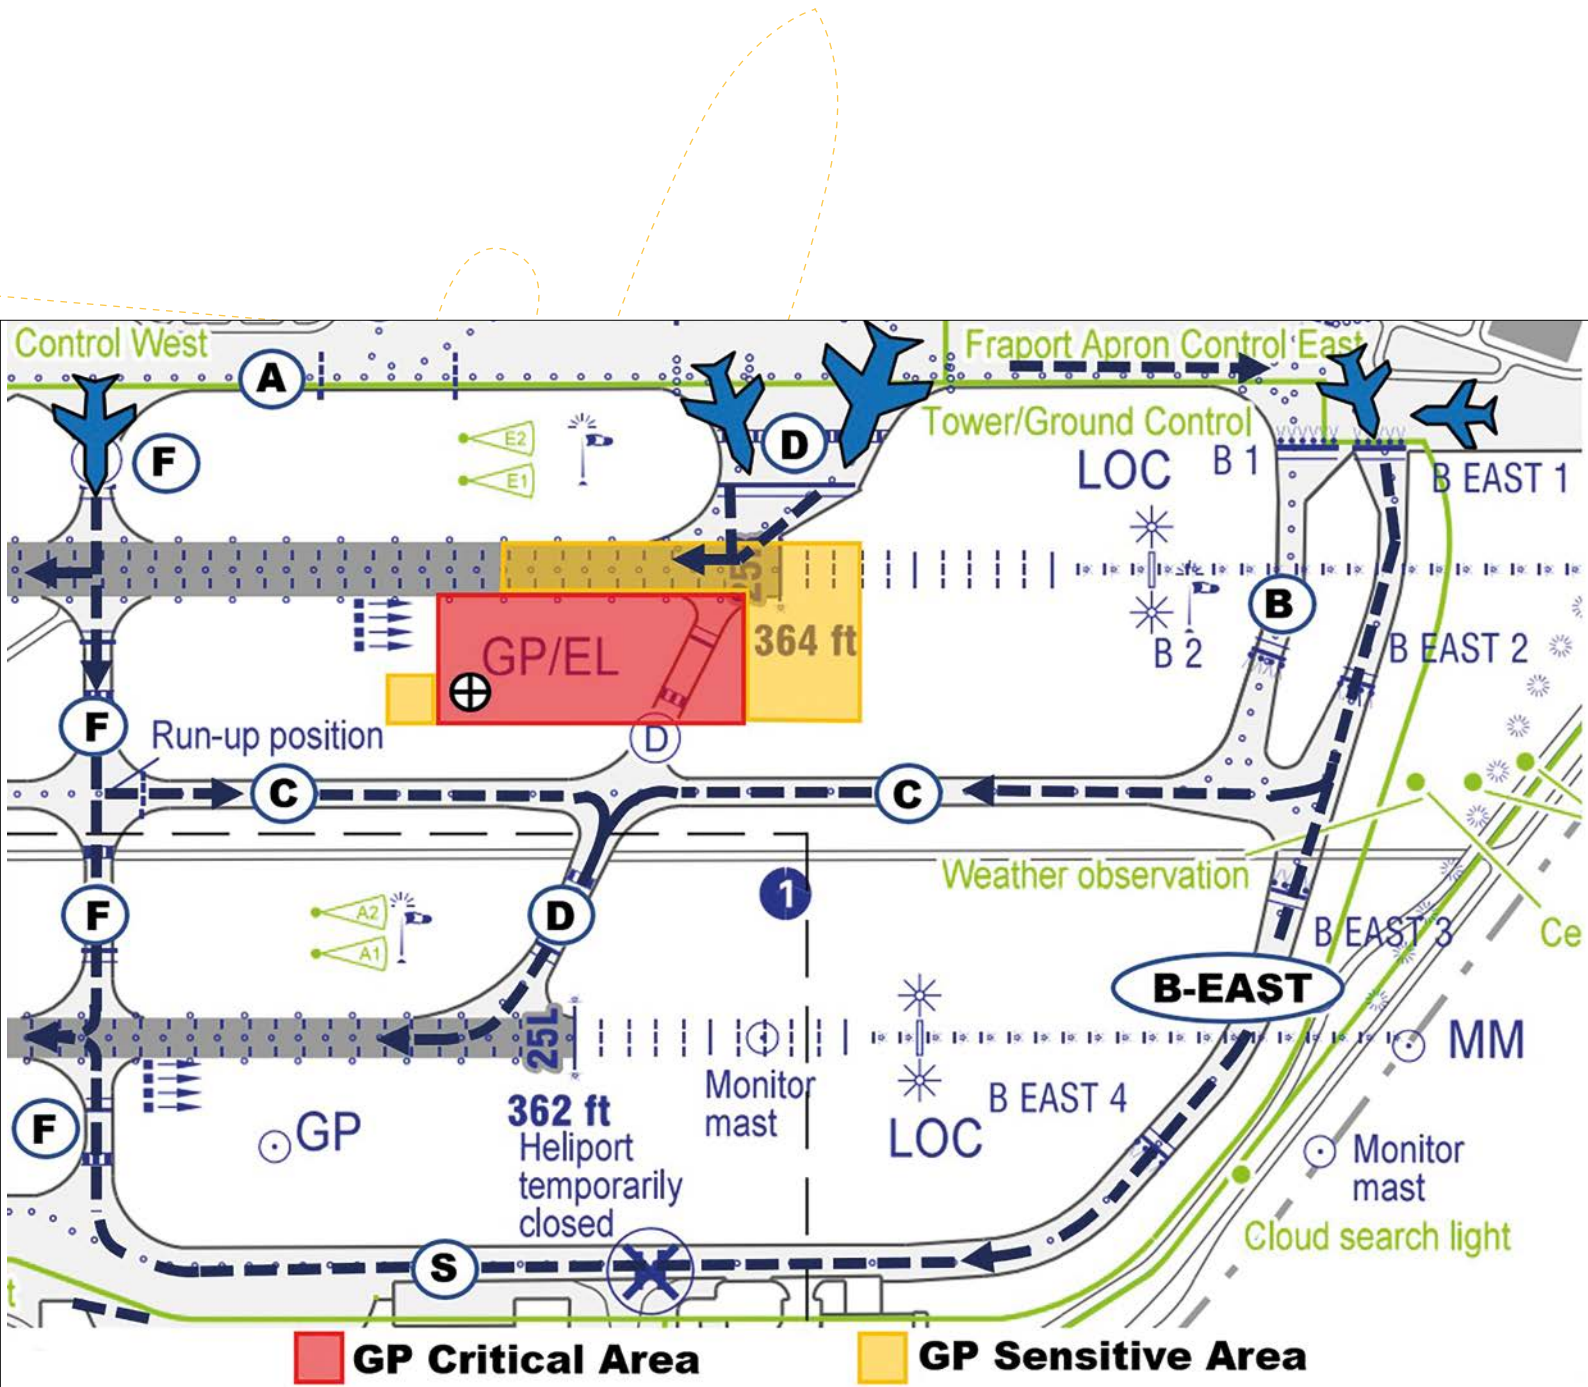 Control West
Fraport Apron Control East
A
Tower/Ground Control
E2
D
F
B 1
LOC
E1
B EAST 1
25
B
GP/EL
364 ft
B 2
B EAST 2
F
D
Run-up position
C
C
Weather observation
1
F
A2
D
A1
B EAST 3
Ce
B-EAST
25L
MM
Monitor
mast
B EAST 4
362 ft
F
GP
LOC
Heliport
temporarily
closed
Monitor
mast
Cloud search light
S
t
GP Critical Area
GP Sensitive Area